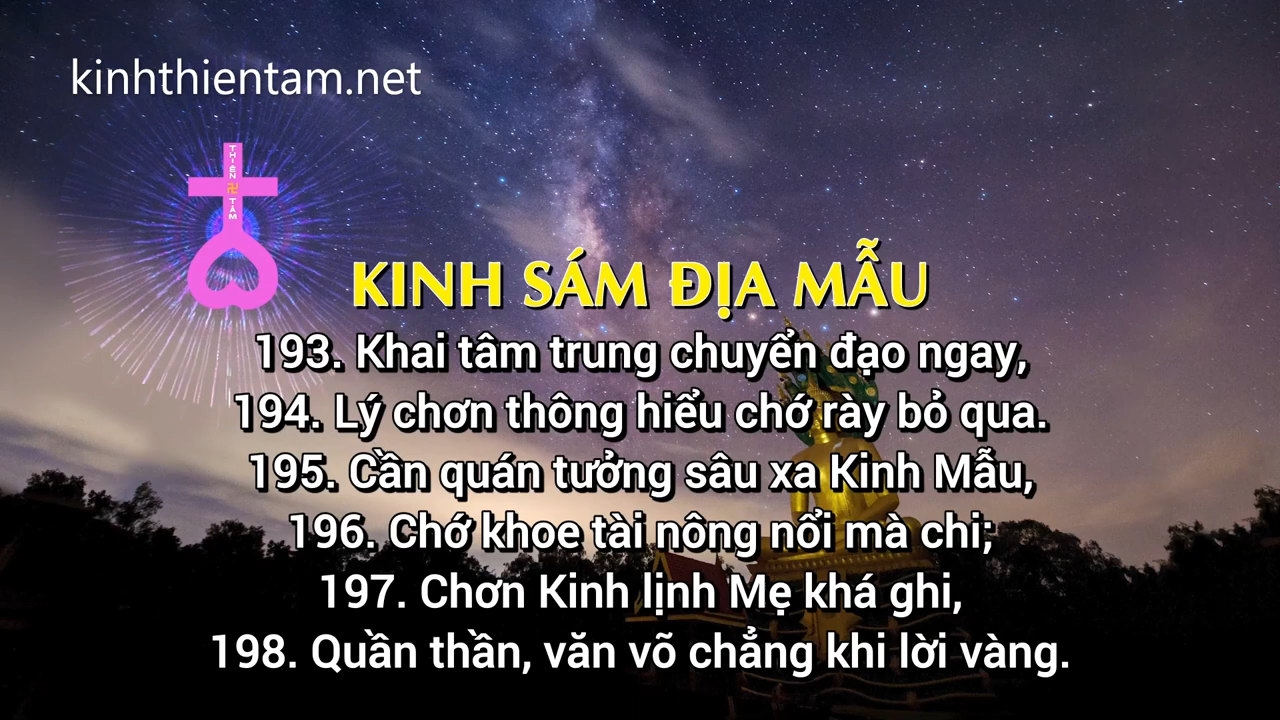 kinhthientam.net
THIÊN
卍
TÂM
KINH SÁM ĐỊA MẪU
193. Khai tâm trung chuyển đạo ngay,
194. Lý chơn thông hiểu chớ rày bỏ qua.
195. Cần quán tưởng sâu xa Kinh Mẫu,
196. Chớ khoe tài nông nổi mà chi;
197. Chơn Kinh lịnh Mẹ khá ghi,
198. Quần thần, văn võ chẳng khi lời vàng.